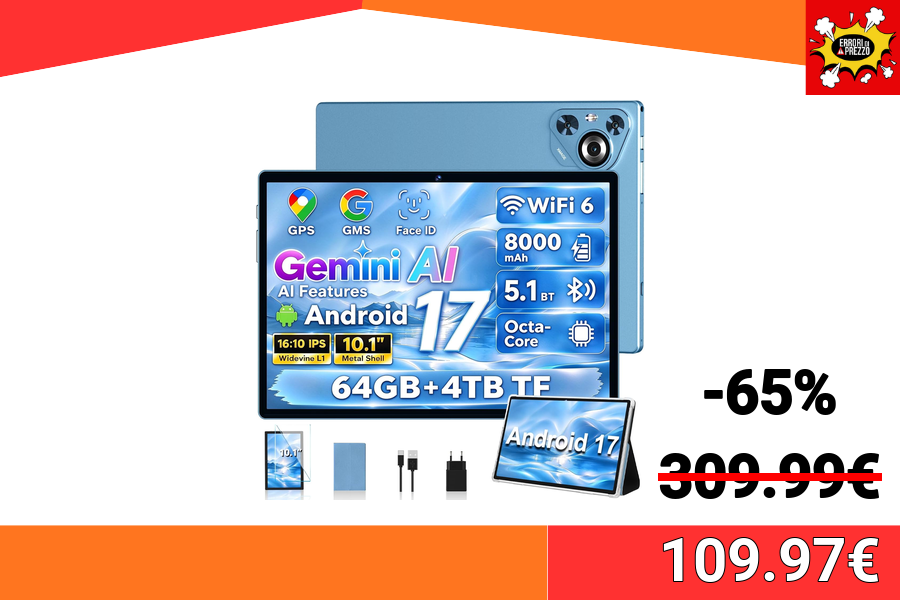 ERRORI DI
PREZZO
GPS
GMS
Face ID
WiFi 6
8000
mAh
Gemini AI
AI Features
Android 17
5.1 BT
Octa-
Core
16:10 IPS
Widevine L1
10.1"
Metal Shell
64GB+4TB TF
10.1"
Android 17
-65%
309.99€
109.97€